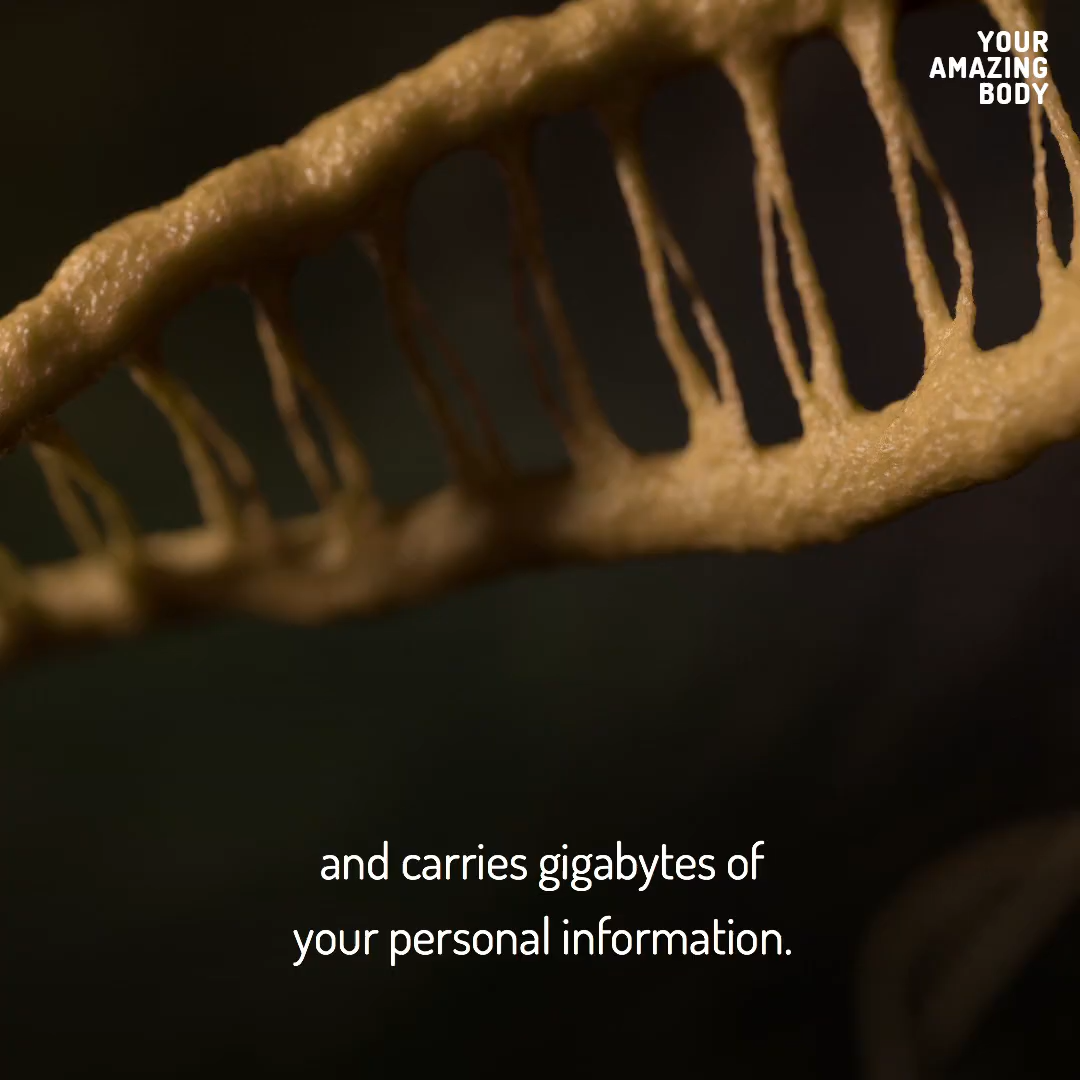 YOUR
AMAZING
BODY
and carries gigabytes of
your personal information.